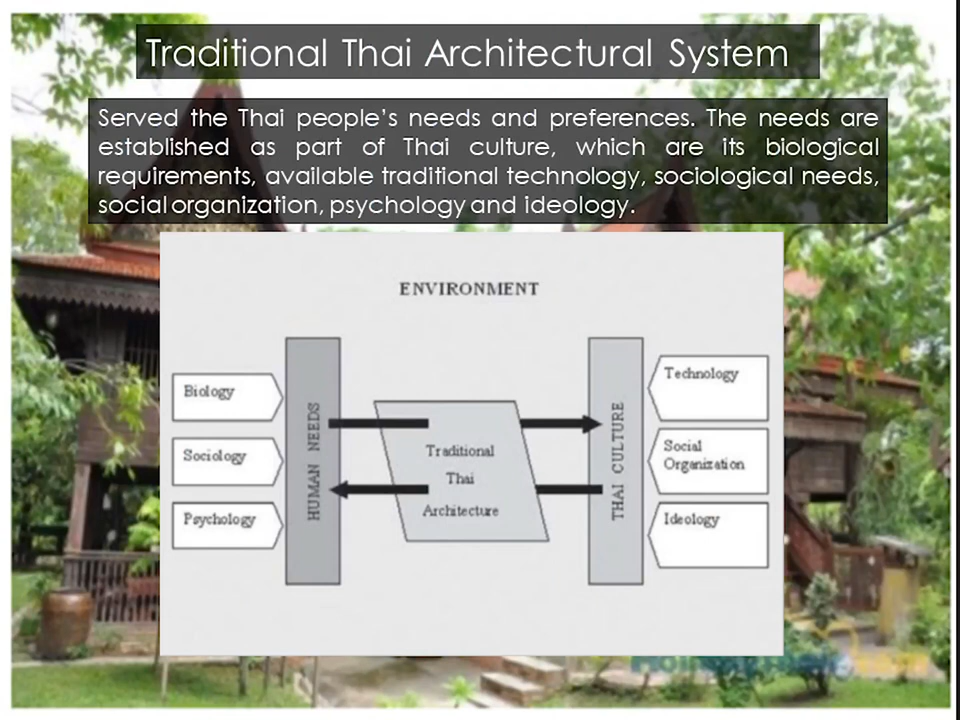 Traditional Thai Architectural System
Served the Thai people's needs and preferences. The needs are
established as part of Thai culture, which are its biological
requirements, available traditional technology, sociological needs,
social organization, psychology and ideology.
ENVIRONMENT
Biology
Sociology
Psychology
HUMAN NEEDS
Traditional
Thai
Architecture
THAI CULTURE
Technology
Social
Organization
Ideology